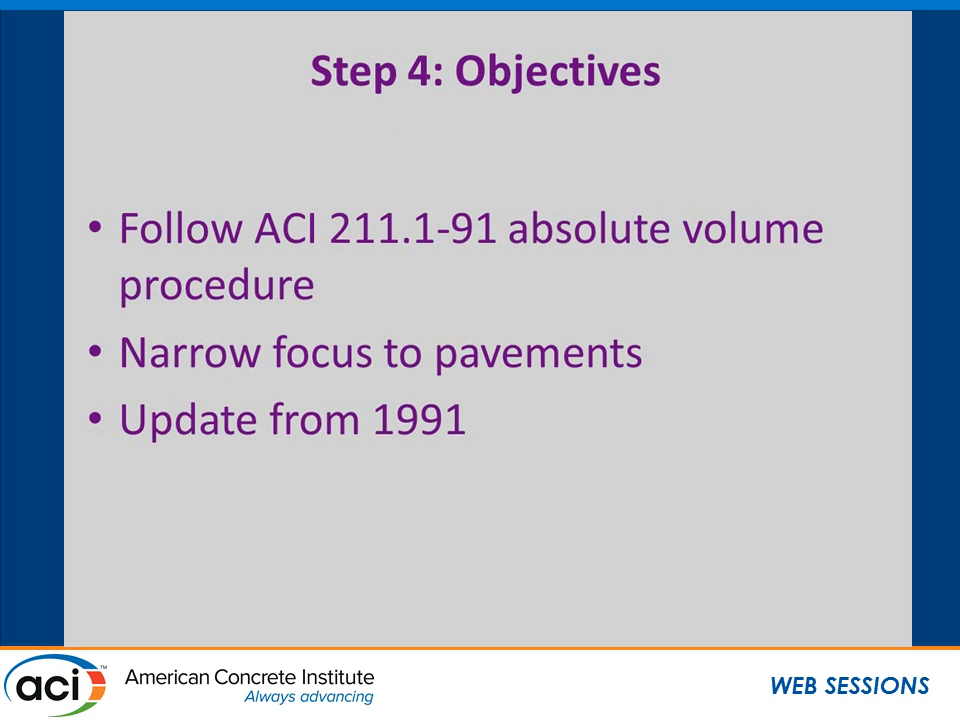 Step 4: Objectives
• Follow ACI 211.1-91 absolute volume
procedure
• Narrow focus to pavements
• Update from 1991
aci™
American Concrete Institute
Always advancing
WEB SESSIONS